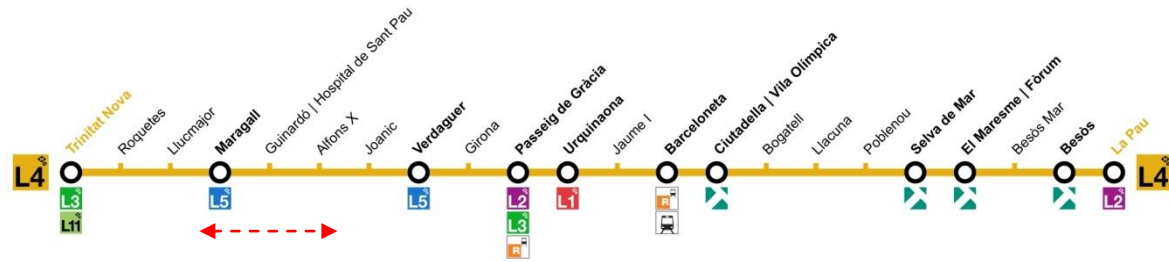 L4
Trinitat Nova
Roquetes
Llucmajor
Maragall
Guinardó | Hospital de Sant Pau
Alfons X
Joanic
Verdaguer
Girona
Passeig de Gràcia
Urquinaona
Jaume I
Barceloneta
Ciutadella | Vila Olímpica
Bogatell
Llacuna
Poblenou
Selva de Mar
El Maresme | Fòrum
Besòs Mar
Besòs
La Pau
L4
L3
L11
L5
L5
L2
L3
R
L1
R
L2